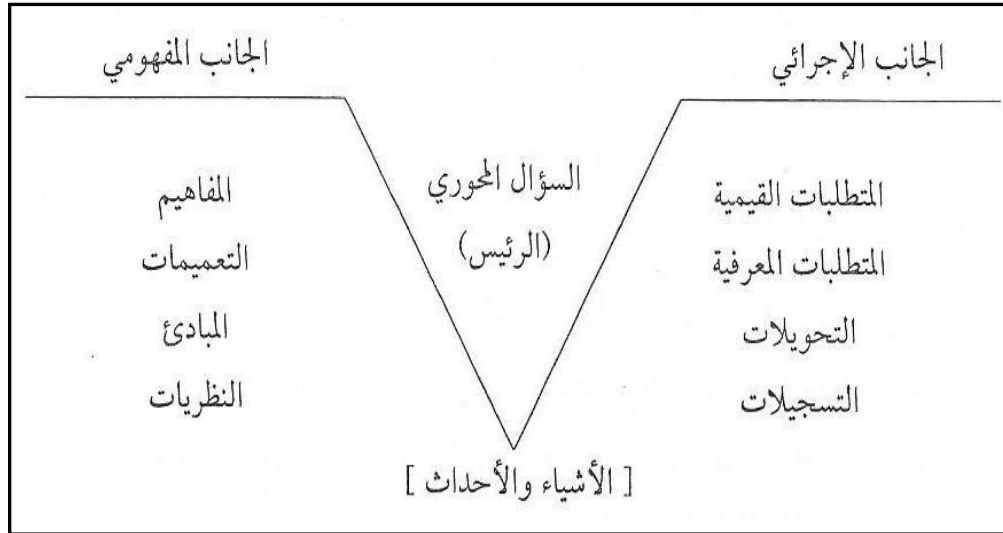 الجانب الإجرائي
الجانب المفهومي
السؤال المحوري
(الرئيس)
المتطلبات القيمية
المتطلبات المعرفية
التحويلات
التسجيلات
المفاهيم
التعميمات
المبادئ
النظريات
[ الأشياء والأحداث ]